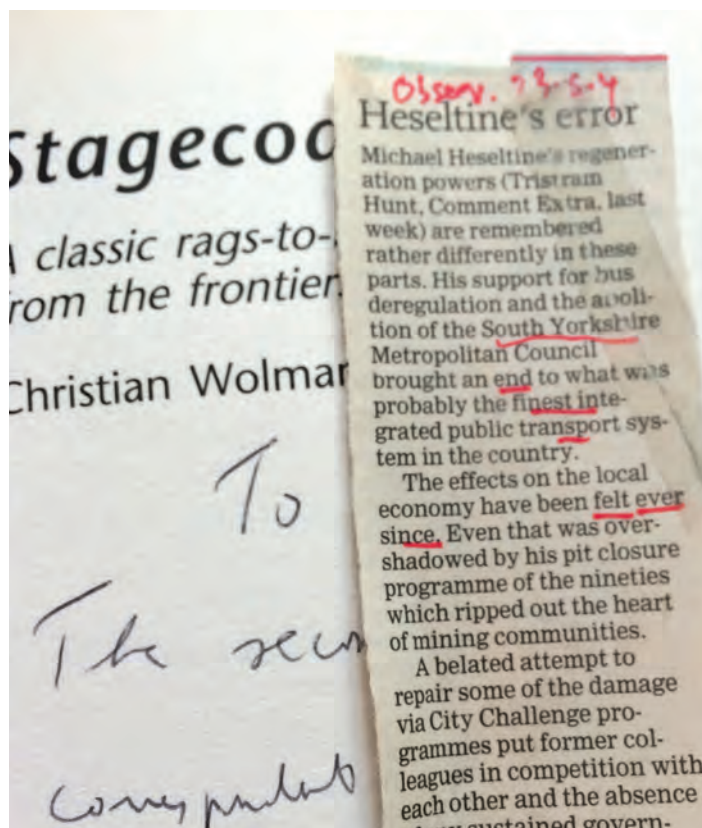 Stagecoa
A classic rags-to-
from the frontier
Christian Wolmar
To
The secon
correspondent
Observ. 23-5-4
Heseltine's error
Michael Heseltine's regener-
ation powers (Tristram
Hunt, Comment Extra, last
week) are remembered
rather differently in these
parts. His support for bus
deregulation and the aboli-
tion of the South Yorkshire
Metropolitan Council
brought an end to what was
probably the finest inte-
grated public transport sys-
tem in the country.
The effects on the local
economy have been felt ever
since. Even that was over-
shadowed by his pit closure
programme of the nineties
which ripped out the heart
of mining communities.
A belated attempt to
repair some of the damage
via City Challenge pro-
grammes put former col-
leagues in competition with
each other and the absence
sustained govern-